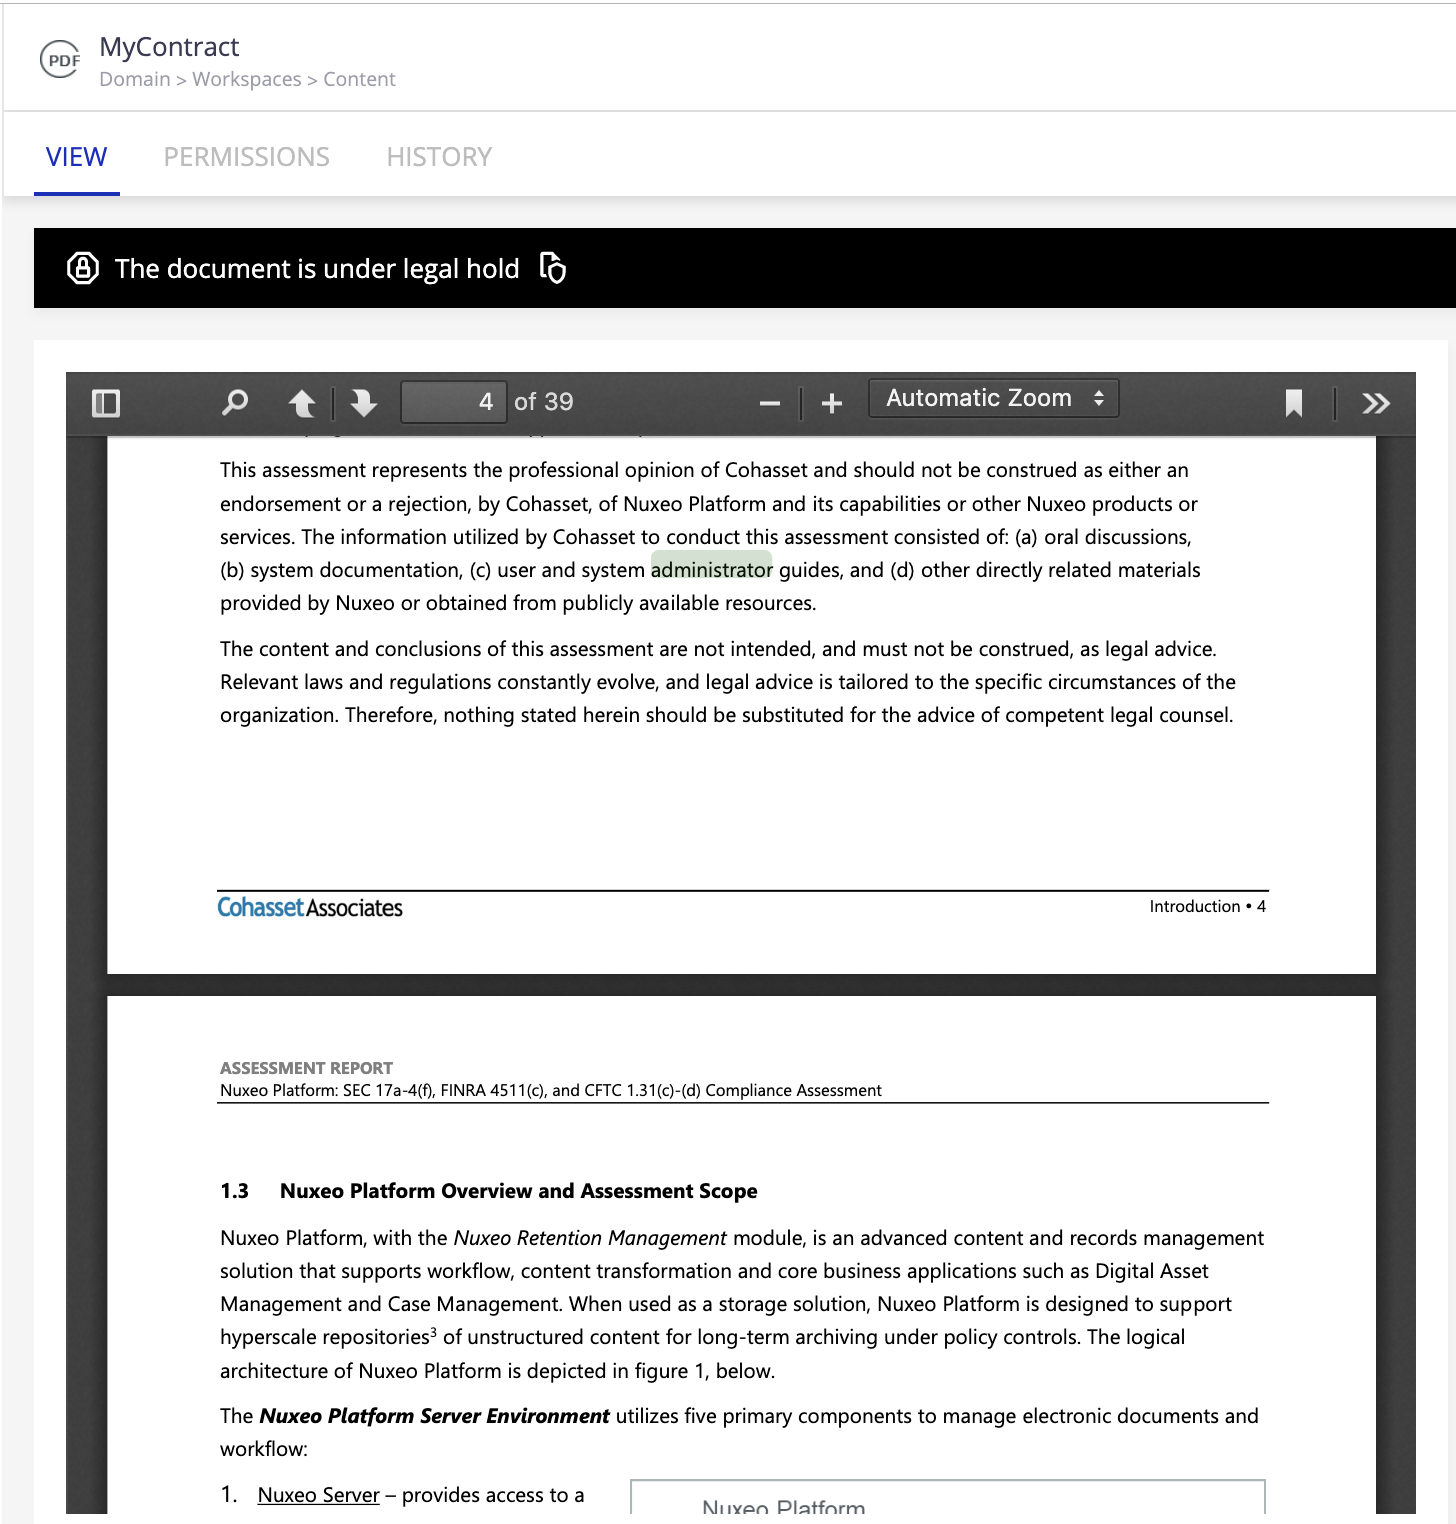 PDF
MyContract
Domain > Workspaces > Content
VIEW PERMISSIONS HISTORY
The document is under legal hold
4 of 39 Automatic Zoom
This assessment represents the professional opinion of Cohasset and should not be construed as either an
endorsement or a rejection, by Cohasset, of Nuxeo Platform and its capabilities or other Nuxeo products or
services. The information utilized by Cohasset to conduct this assessment consisted of: (a) oral discussions,
(b) system documentation, (c) user and system administrator guides, and (d) other directly related materials
provided by Nuxeo or obtained from publicly available resources.
The content and conclusions of this assessment are not intended, and must not be construed, as legal advice.
Relevant laws and regulations constantly evolve, and legal advice is tailored to the specific circumstances of the
organization. Therefore, nothing stated herein should be substituted for the advice of competent legal counsel.
Cohasset Associates Introduction • 4
ASSESSMENT REPORT
Nuxeo Platform: SEC 17a-4(f), FINRA 4511(c), and CFTC 1.31(c)-(d) Compliance Assessment
1.3 Nuxeo Platform Overview and Assessment Scope
Nuxeo Platform, with the Nuxeo Retention Management module, is an advanced content and records management
solution that supports workflow, content transformation and core business applications such as Digital Asset
Management and Case Management. When used as a storage solution, Nuxeo Platform is designed to support
hyperscale repositories³ of unstructured content for long-term archiving under policy controls. The logical
architecture of Nuxeo Platform is depicted in figure 1, below.
The Nuxeo Platform Server Environment utilizes five primary components to manage electronic documents and
workflow:
1. Nuxeo Server – provides access to a
Nuxeo Platform